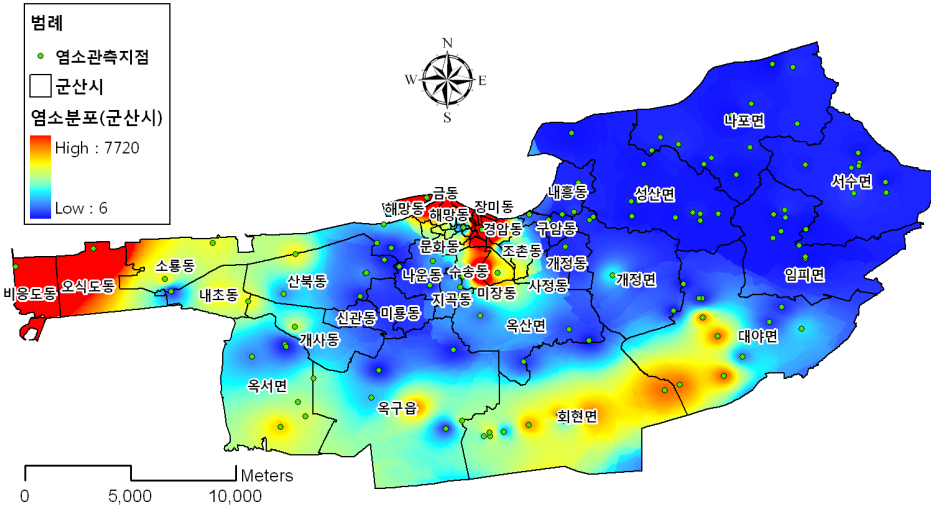 범례
염소관측지점
군산시
염소분포(군산시)
High : 7720
Low : 6
N
W
E
S
나포면
서수면
성산면
내흥동
금동
해망동
장미동
해망동
경암동
구암동
문화동
조촌동
소룡동
산북동
나운동
수송동
개정동
임피면
비응도동
오식도동
내초동
지곡동
미장동
사정동
개정면
신관동
미룡동
옥산면
개사동
대야면
옥서면
옥구읍
회현면
Meters
0
5,000
10,000